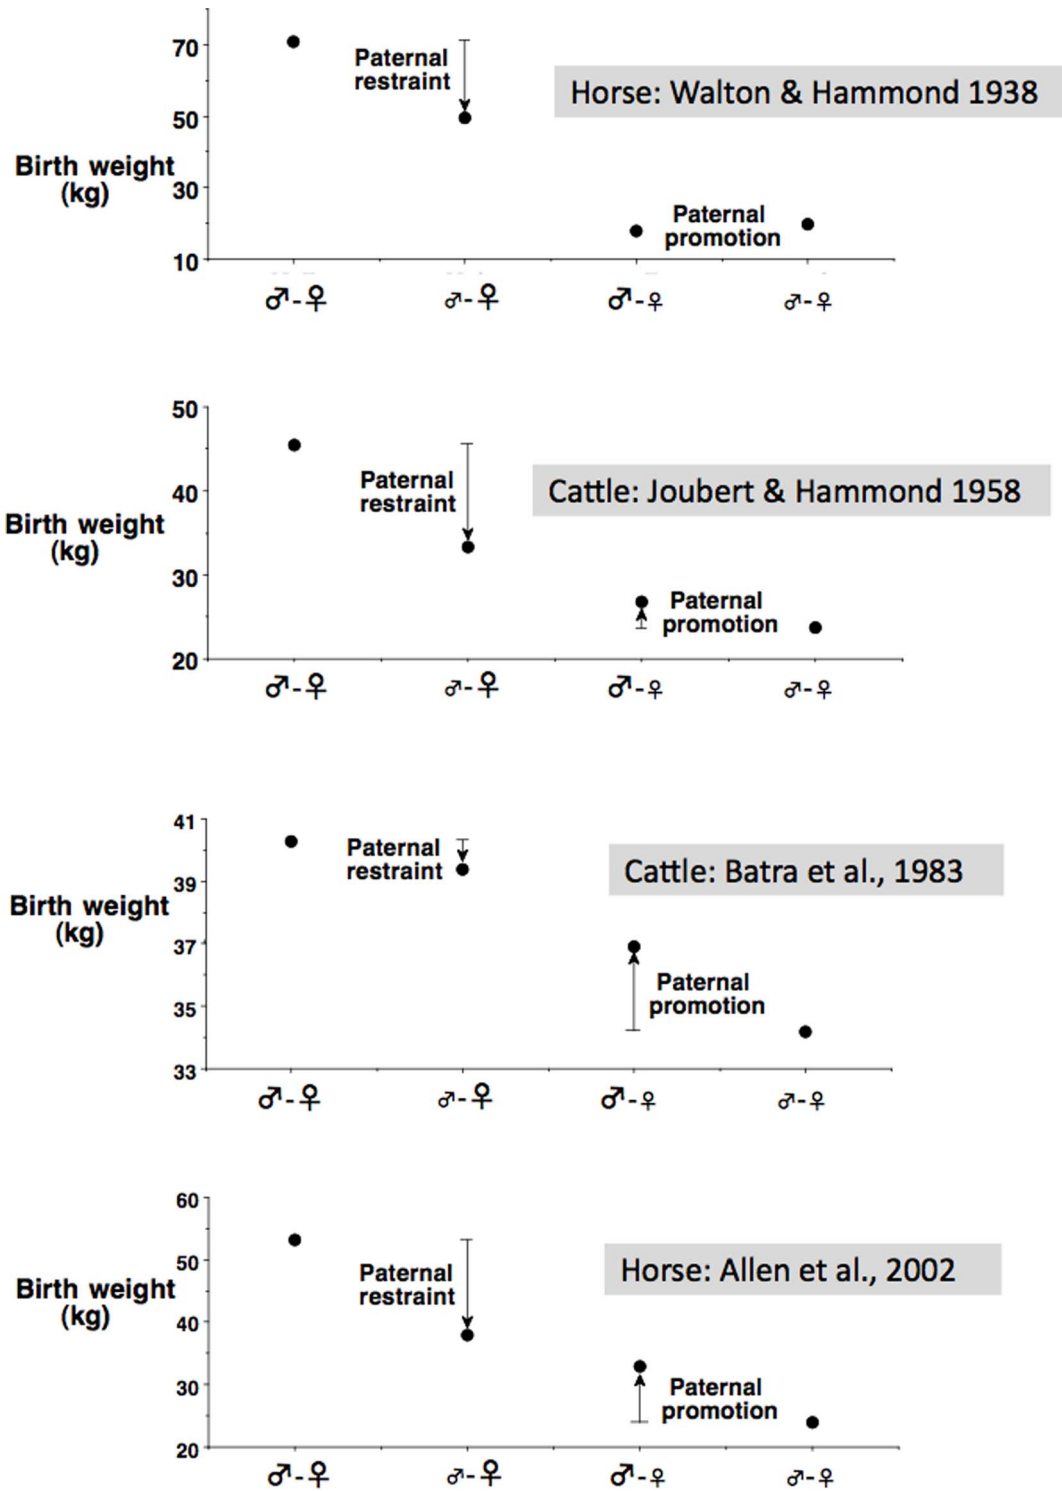 70
50
30
10
Birth weight
(kg)
Paternal
restraint
Horse: Walton & Hammond 1938
Paternal
promotion
♂-♀
♂-♀
♂-♀
♂-♀
50
40
30
20
Birth weight
(kg)
Paternal
restraint
Cattle: Joubert & Hammond 1958
Paternal
promotion
♂-♀
♂-♀
♂-♀
♂-♀
41
39
37
35
33
Birth weight
(kg)
Paternal
restraint
Cattle: Batra et al., 1983
Paternal
promotion
♂-♀
♂-♀
♂-♀
♂-♀
60
50
40
30
20
Birth weight
(kg)
Paternal
restraint
Horse: Allen et al., 2002
Paternal
promotion
♂-♀
♂-♀
♂-♀
♂-♀